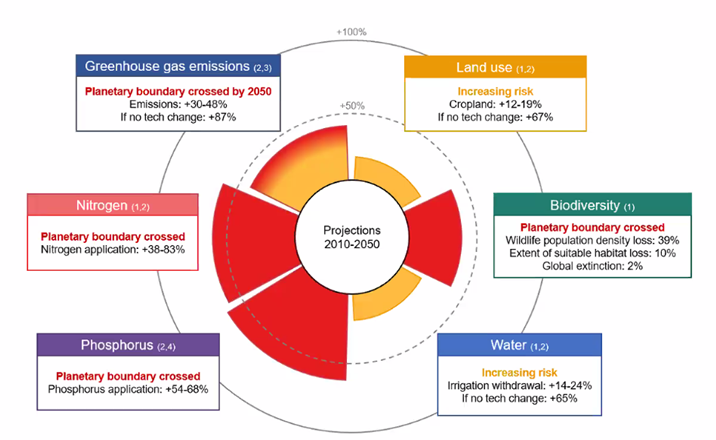 +100%
Greenhouse gas emissions (2,3)
Planetary boundary crossed by 2050
Emissions: +30-48%
If no tech change: +87%
Land use (1,2)
Increasing risk
Cropland: +12-19%
If no tech change: +67%
+50%
Nitrogen (1,2)
Planetary boundary crossed
Nitrogen application: +38-83%
Projections
2010-2050
Biodiversity (1)
Planetary boundary crossed
Wildlife population density loss: 39%
Extent of suitable habitat loss: 10%
Global extinction: 2%
Phosphorus (2,4)
Planetary boundary crossed
Phosphorus application: +54-68%
Water (1,2)
Increasing risk
Irrigation withdrawal: +14-24%
If no tech change: +65%